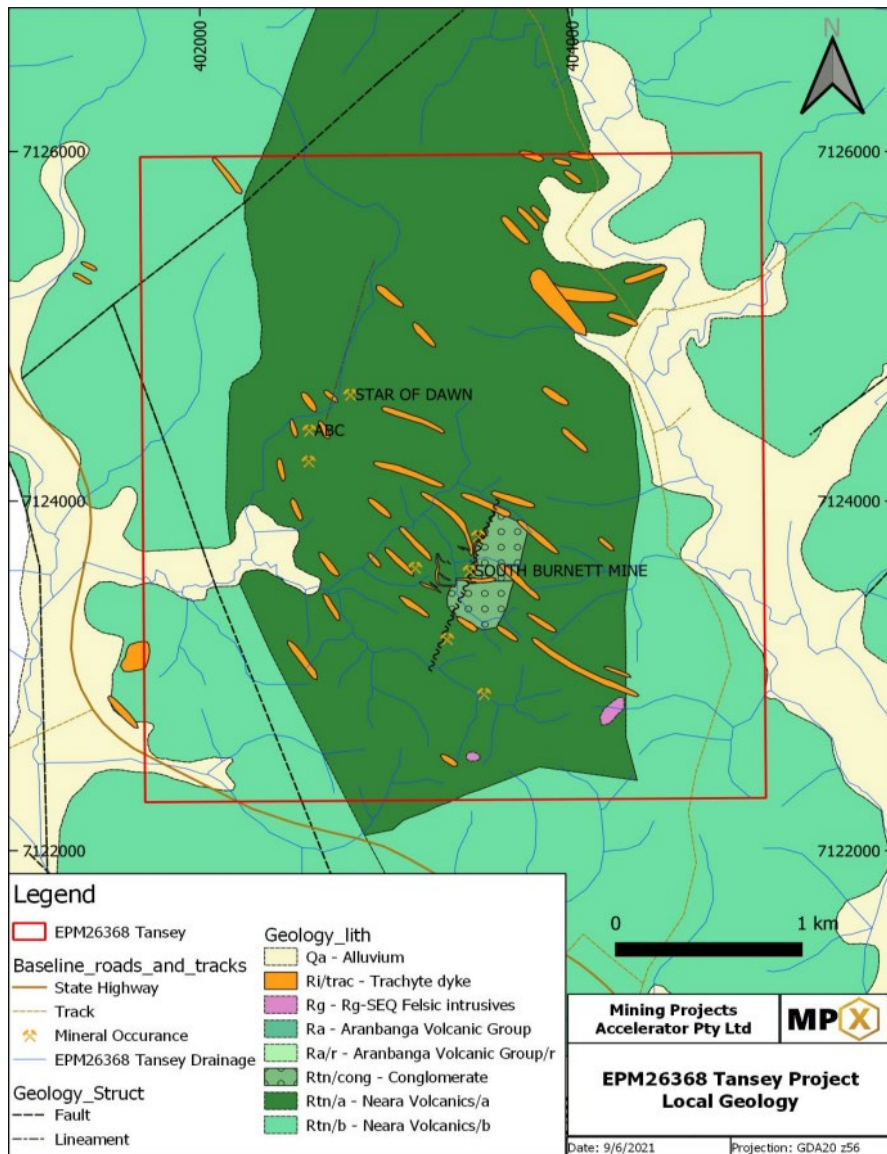 402000
404000
N
7126000
7126000
STAR OF DAWN
ABC
7124000
7124000
SOUTH BURNETT MINE
7122000
7122000
Legend
EPM26368 Tansey
Baseline_roads_and_tracks
State Highway
Track
Mineral Occurance
EPM26368 Tansey Drainage
Geology_Struct
Fault
Lineament
Geology_lith
Qa - Alluvium
Ri/trac - Trachyte dyke
Rg - Rg-SEQ Felsic intrusives
Ra - Aranbanga Volcanic Group
Ra/r - Aranbanga Volcanic Group/r
Rtn/cong - Conglomerate
Rtn/a - Neara Volcanics/a
Rtn/b - Neara Volcanics/b
0 1 km
Mining Projects
Accelerator Pty Ltd
MPX
EPM26368 Tansey Project
Local Geology
Date: 9/6/2021
Projection: GDA20 z56